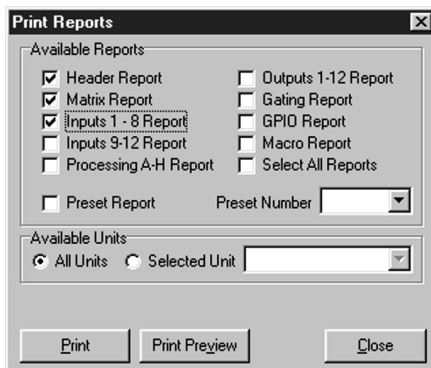 Print Reports
Available Reports
Header Report
Outputs 1-12 Report
Matrix Report
Gating Report
Inputs 1 - 8 Report
GPIO Report
Inputs 9-12 Report
Macro Report
Processing A-H Report
Select All Reports
Preset Report
Preset Number
Available Units
All Units
Selected Unit
Print
Print Preview
Close